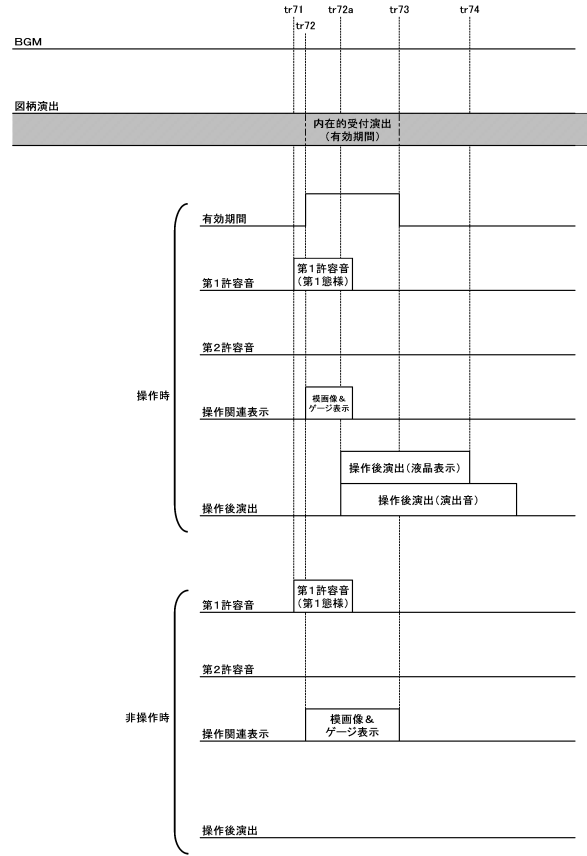 tr71
tr72
tr72a
tr73
tr74
BGM
図柄演出
内在的受付演出
（有効期間）
操作時
有効期間
第1許容音
第1許容音
（第1態様）
第2許容音
操作関連表示
模画像＆
ゲージ表示
操作後演出
操作後演出（液晶表示）
操作後演出（演出音）
非操作時
第1許容音
第1許容音
（第1態様）
第2許容音
操作関連表示
模画像＆
ゲージ表示
操作後演出